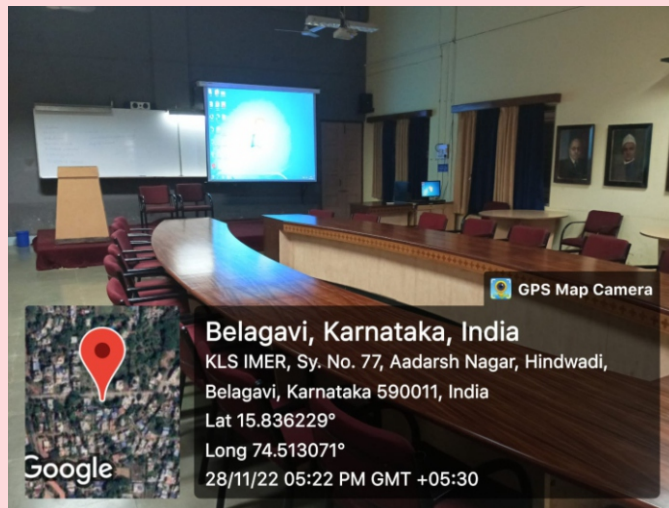 GPS Map Camera
Belagavi, Karnataka, India
KLS IMER, Sy. No. 77, Aadarsh Nagar, Hindwadi,
Belagavi, Karnataka 590011, India
Lat 15.836229°
Long 74.513071°
28/11/22 05:22 PM GMT +05:30
Google